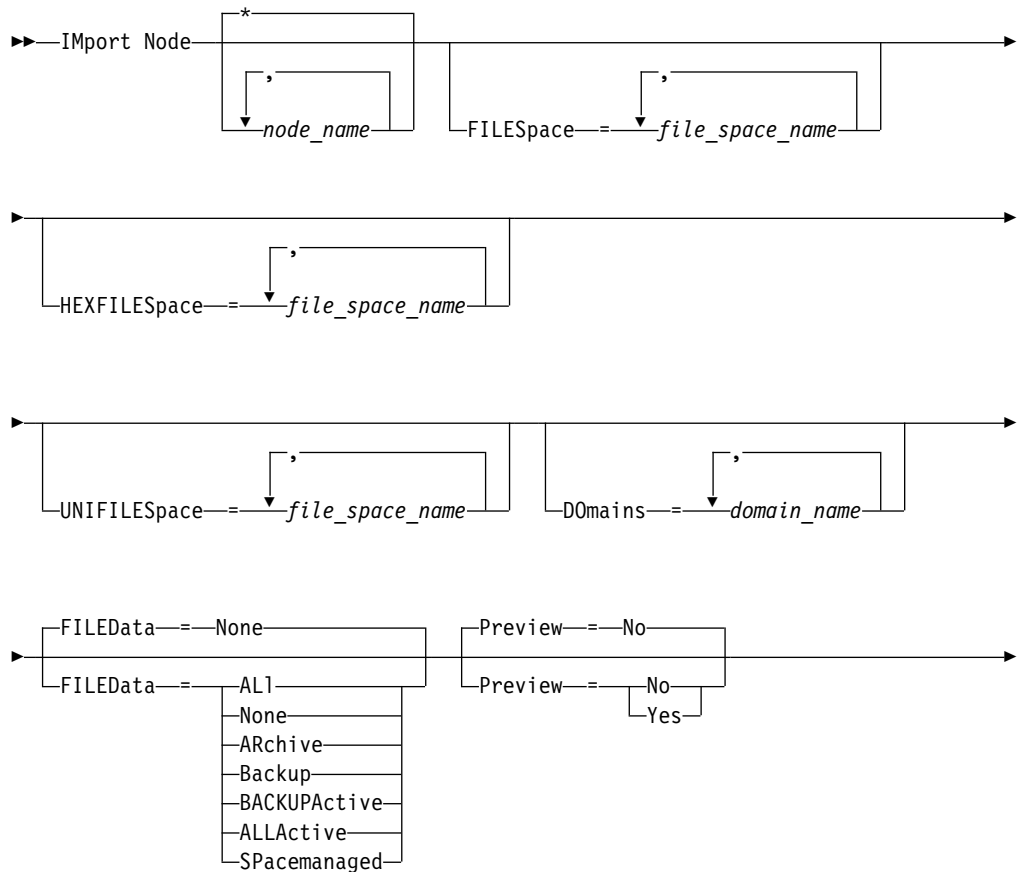 *
IMport Node
,
node_name
,
FILESpace = file_space_name
,
HEXFILESpace = file_space_name
,
UNIFILESpace = file_space_name
,
DOmains = domain_name
FILEData = None
FILEData = ALl
None
ARchive
Backup
BACKUPActive
ALLActive
SPacemanaged
Preview = No
Preview = No
Yes